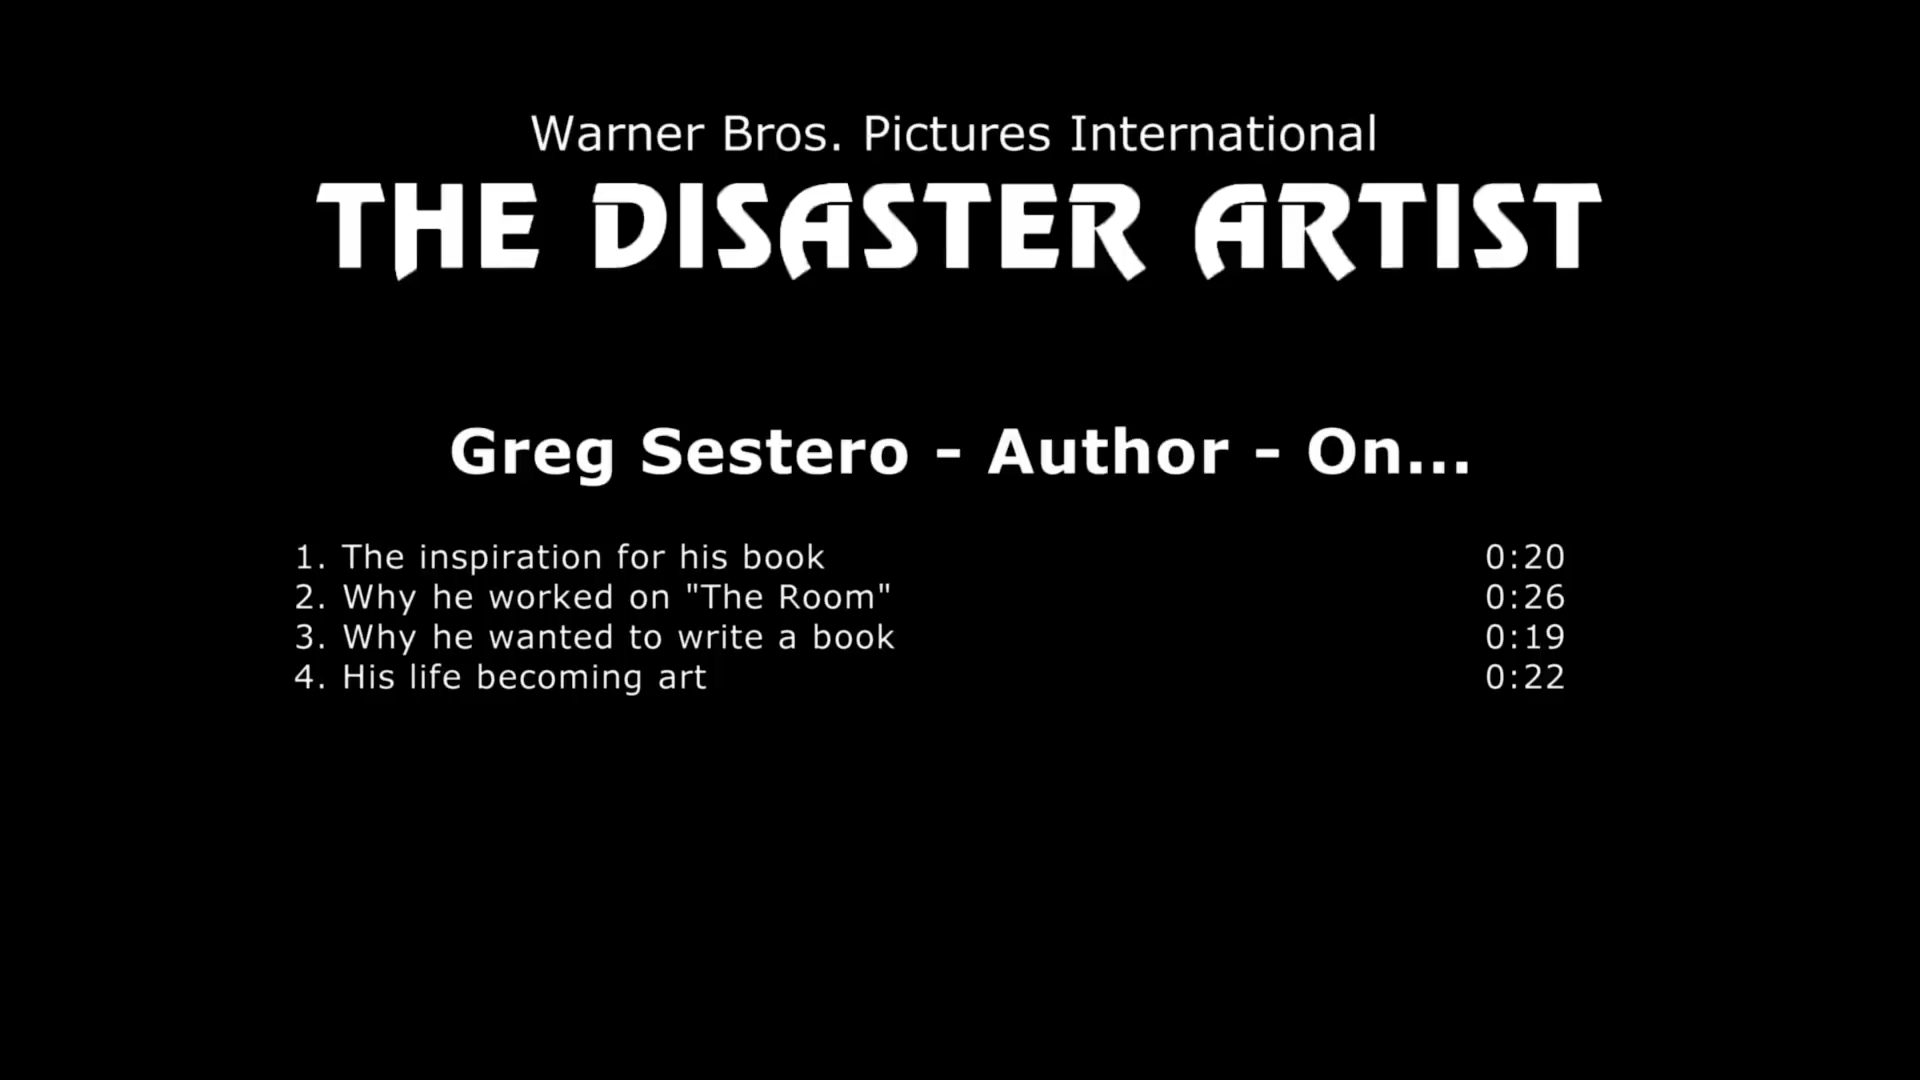 Warner Bros. Pictures International
THE DISASTER ARTIST
Greg Sestero - Author - On...
1. The inspiration for his book 0:20
2. Why he worked on "The Room" 0:26
3. Why he wanted to write a book 0:19
4. His life becoming art 0:22